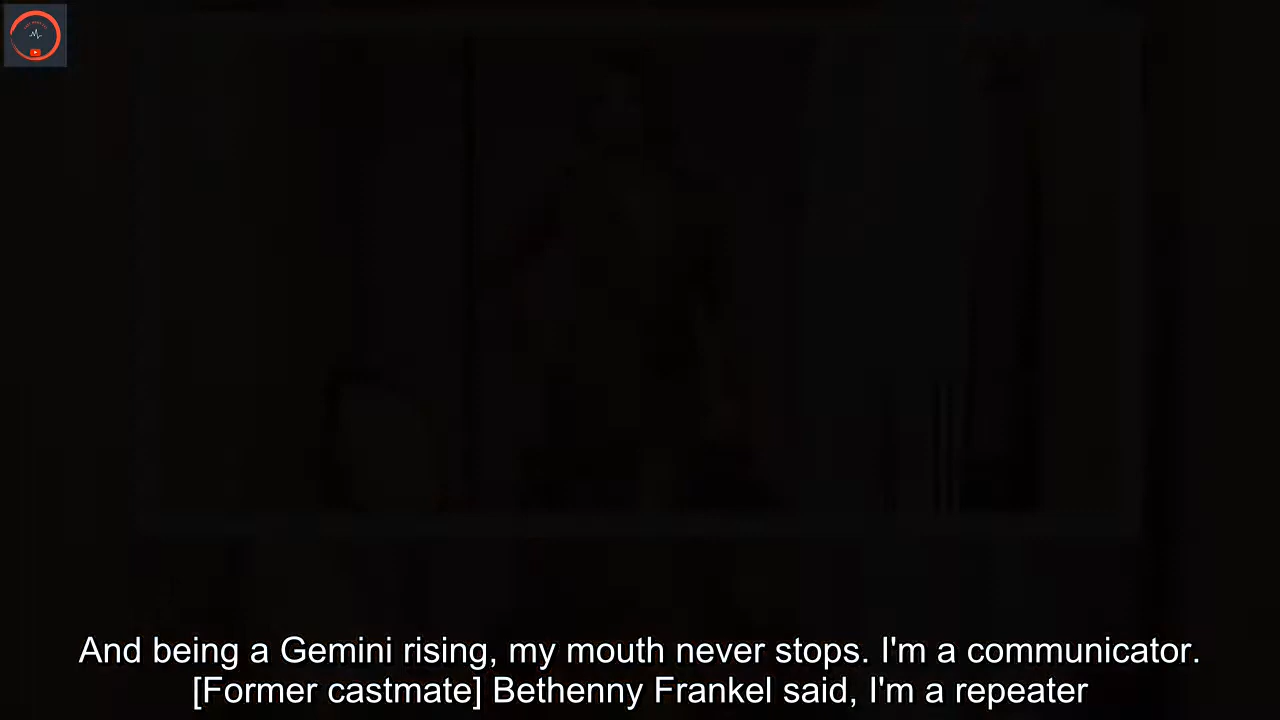 And being a Gemini rising, my mouth never stops. I'm a communicator.
[Former castmate] Bethenny Frankel said, I'm a repeater